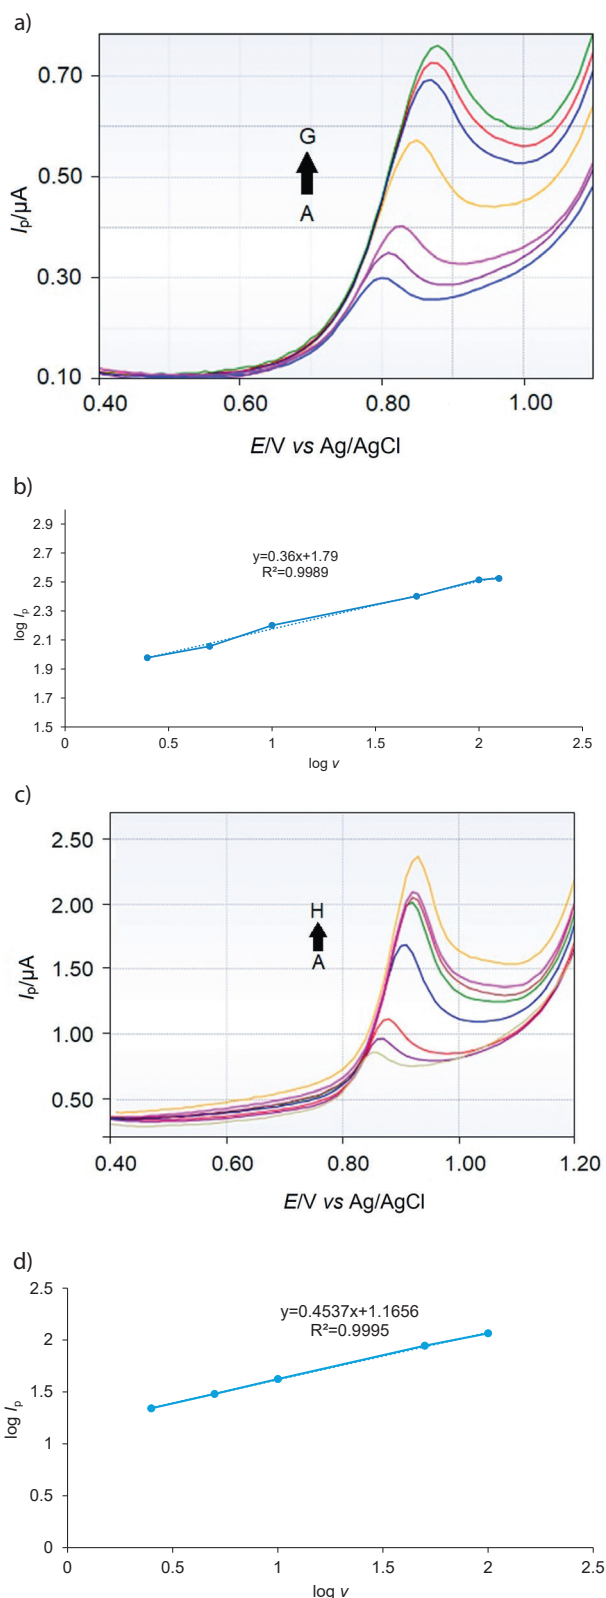 a)
0.70
0.50
0.30
0.10
Ip/µA
G
A
0.40 0.60 0.80 1.00
E/V vs Ag/AgCl
b)
2.9
2.7
2.5
2.3
2.1
1.9
1.7
1.5
log Ip
y=0.36x+1.79
R²=0.9989
0 0.5 1 1.5 2 2.5
log v
c)
2.50
2.00
1.50
1.00
0.50
Ip/µA
H
A
0.40 0.60 0.80 1.00 1.20
E/V vs Ag/AgCl
d)
2.5
2
1.5
1
0.5
0
log Ip
y=0.4537x+1.1656
R²=0.9995
0 0.5 1 1.5 2 2.5
log v